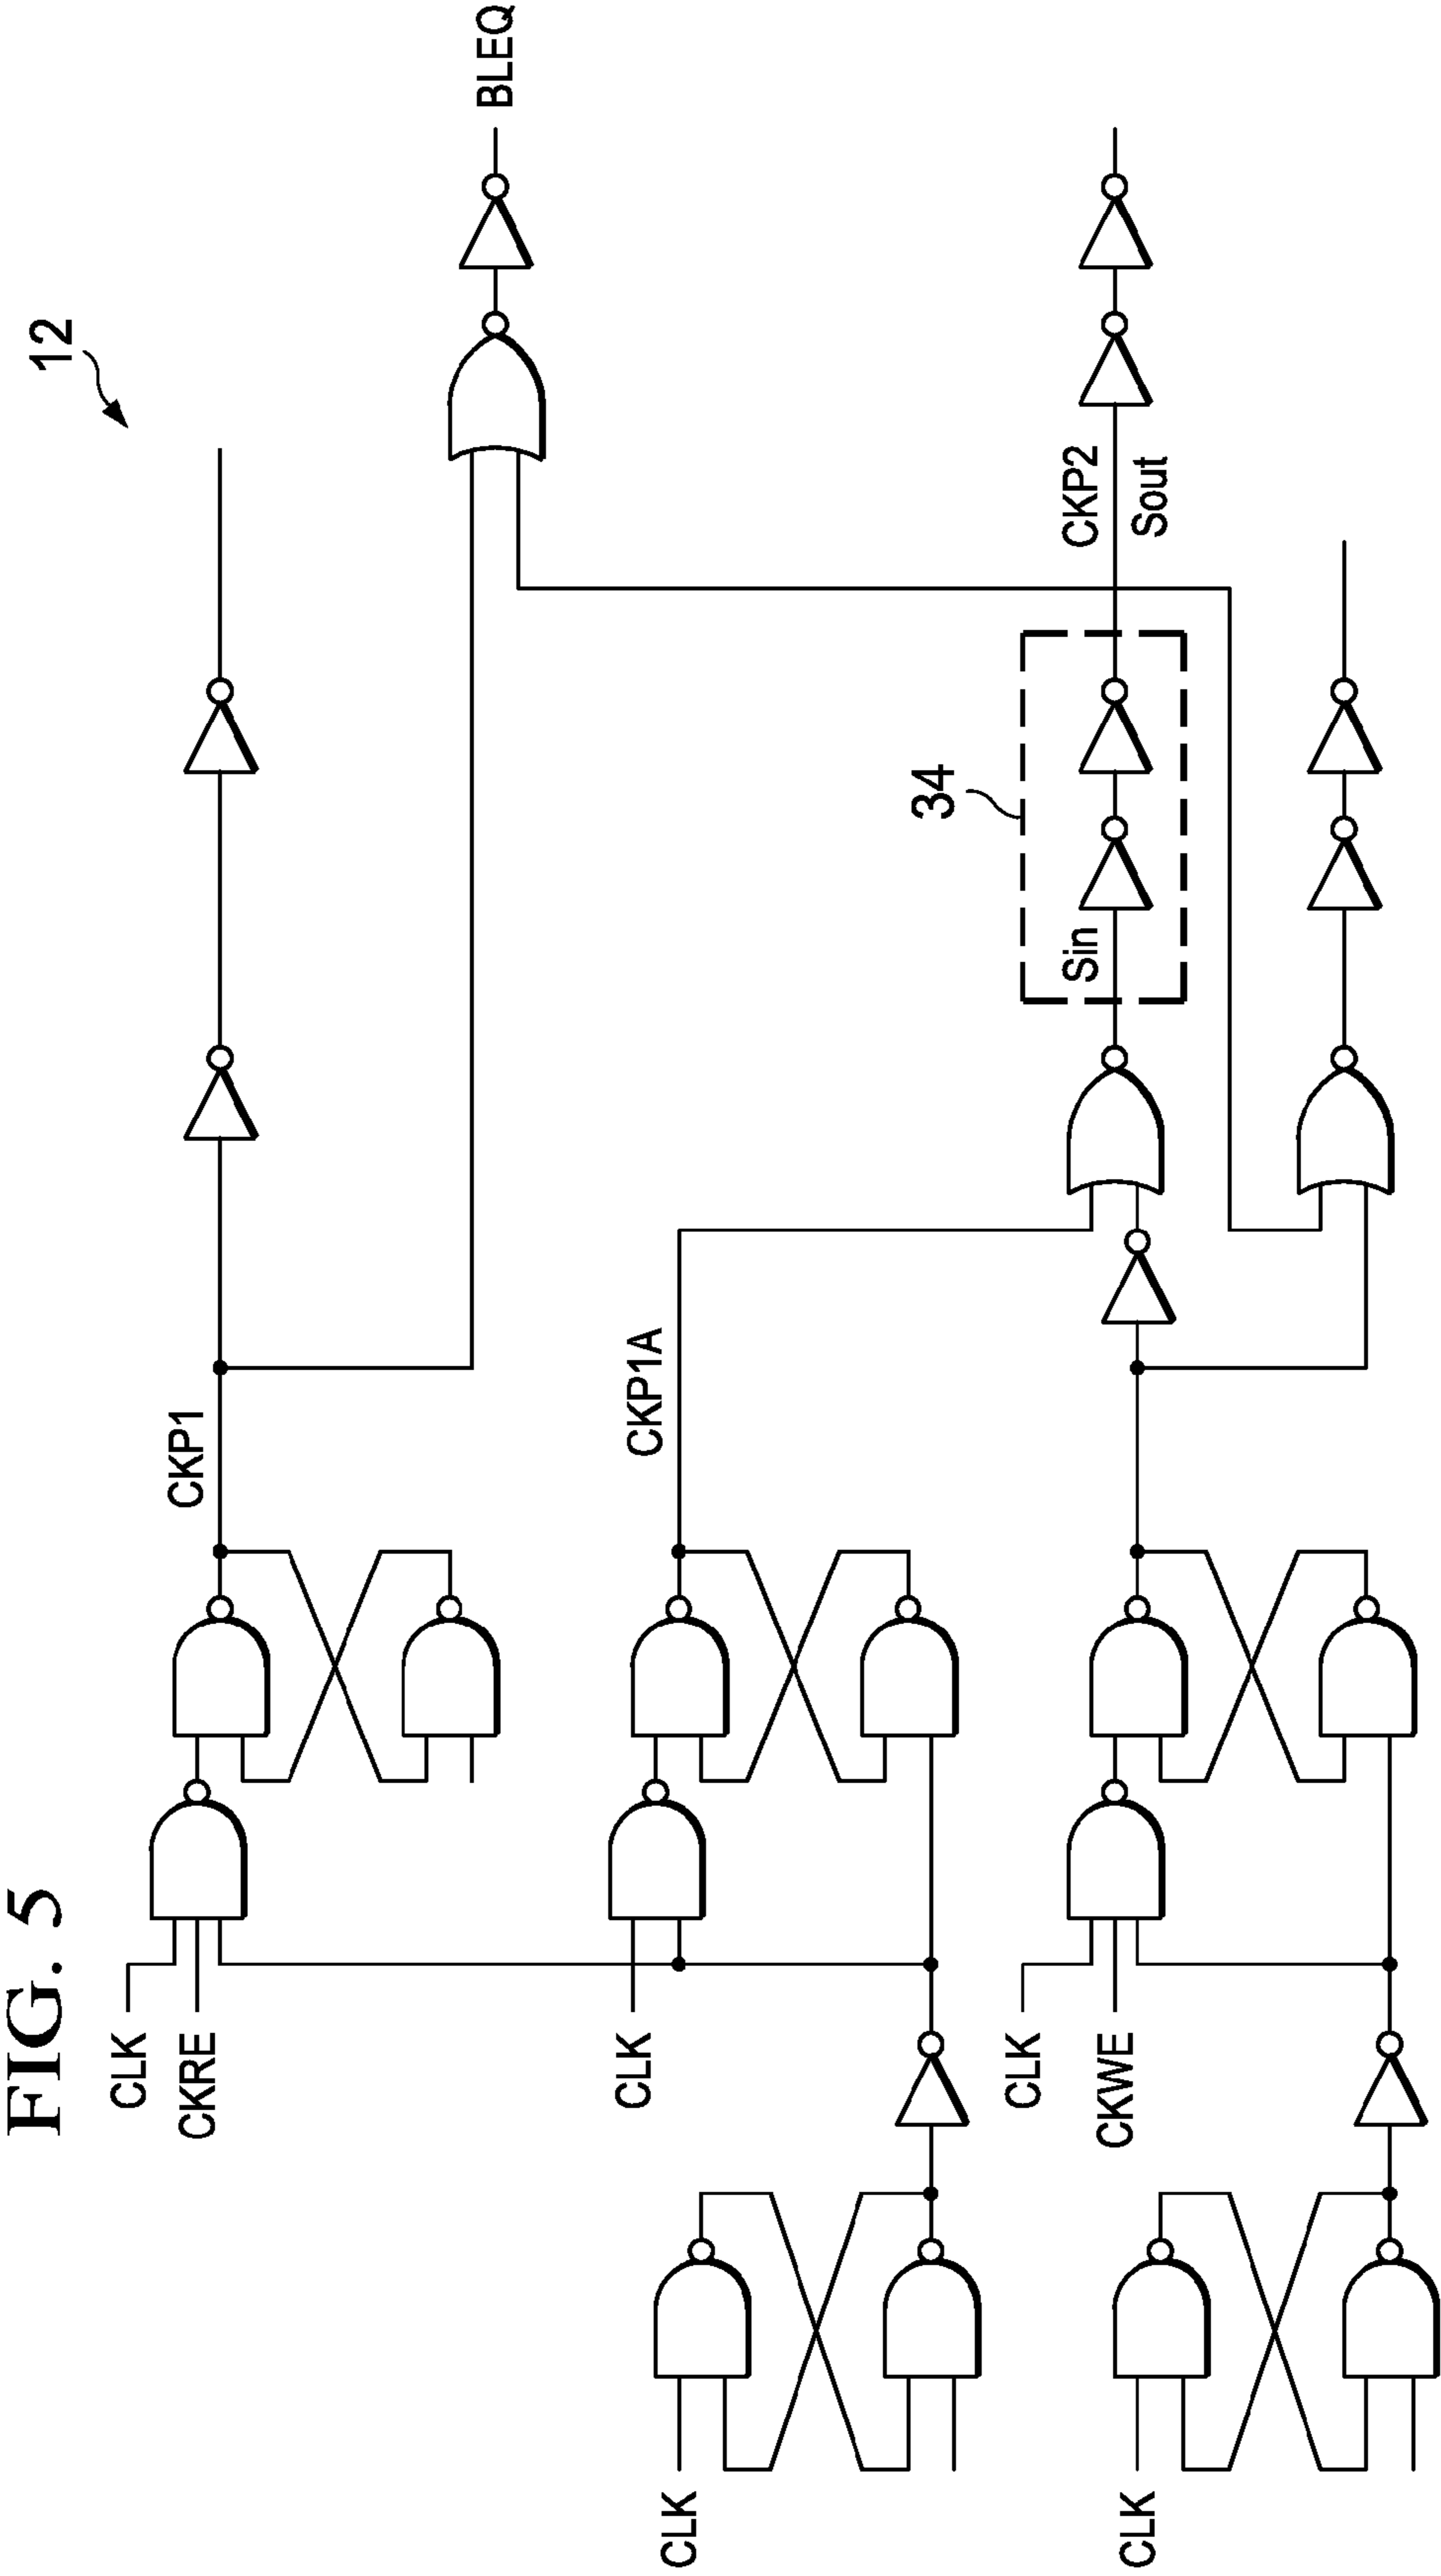 FIG. 5
12
CLK
CKRE
CKP1
BLEQ
CLK
CKP1A
34
Sin
CKP2
Sout
CLK
CKWE
CLK
CLK